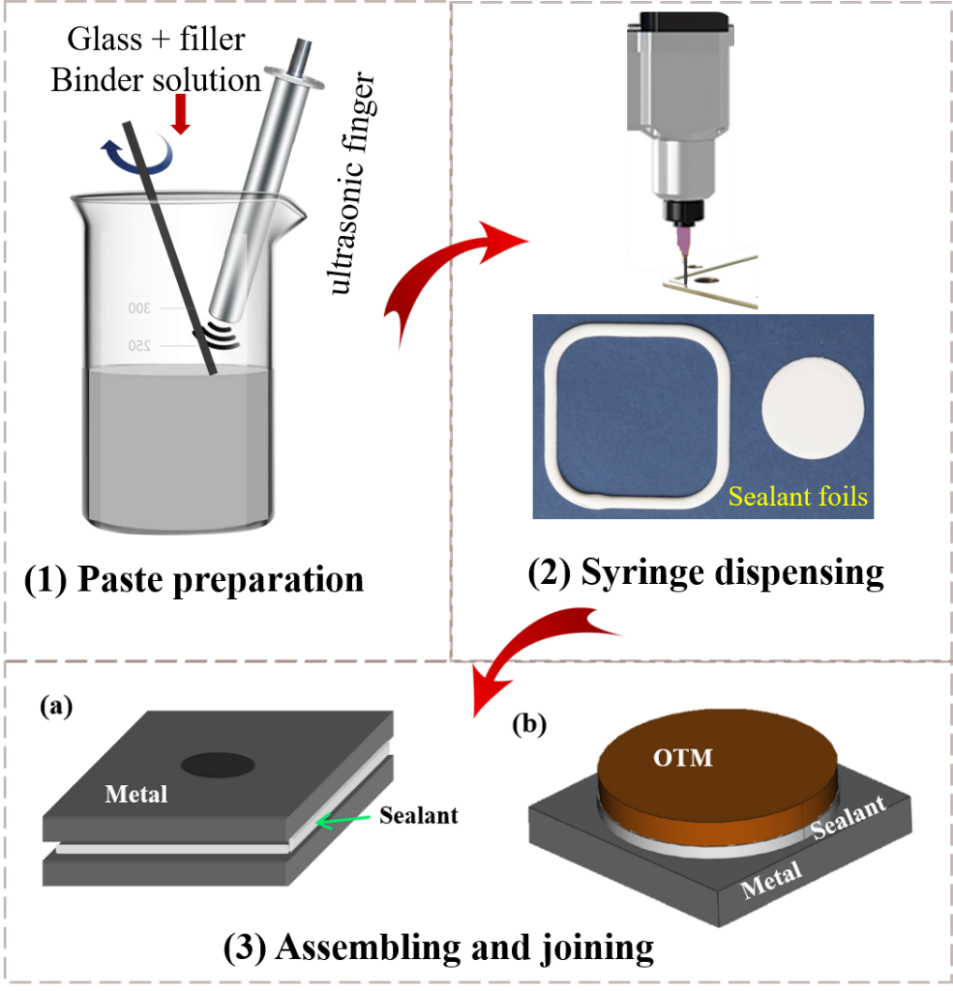 Glass + filler
Binder solution
ultrasonic finger
300
250
(1) Paste preparation
Sealant foils
(2) Syringe dispensing
(a)
Metal
Sealant
(b)
OTM
Sealant
Metal
(3) Assembling and joining